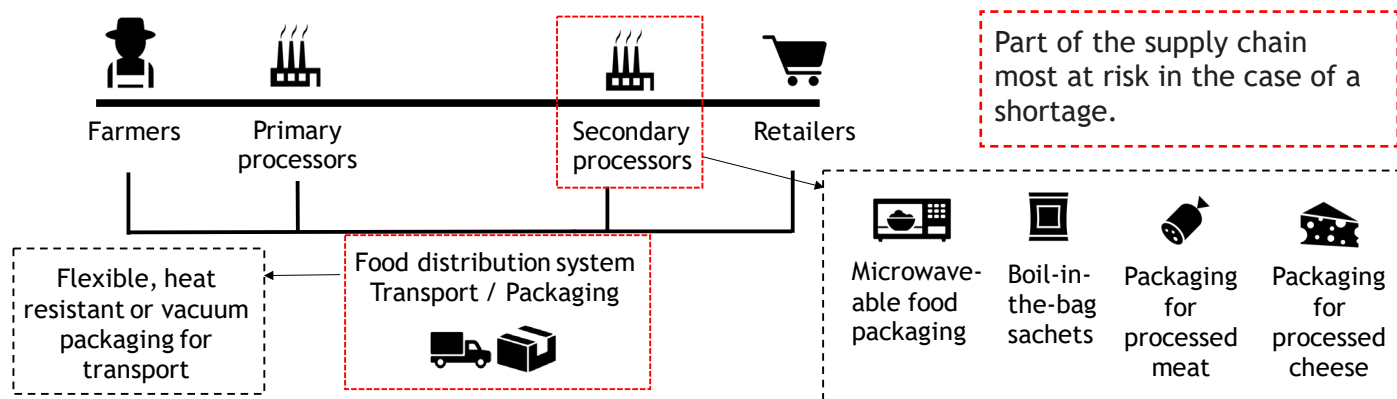 Part of the supply chain
most at risk in the case of a
shortage.
Farmers
Primary
processors
Secondary
processors
Retailers
Flexible, heat
resistant or vacuum
packaging for
transport
Food distribution system
Transport / Packaging
Microwave-
able food
packaging
Boil-in-
the-bag
sachets
Packaging
for
processed
meat
Packaging
for
processed
cheese